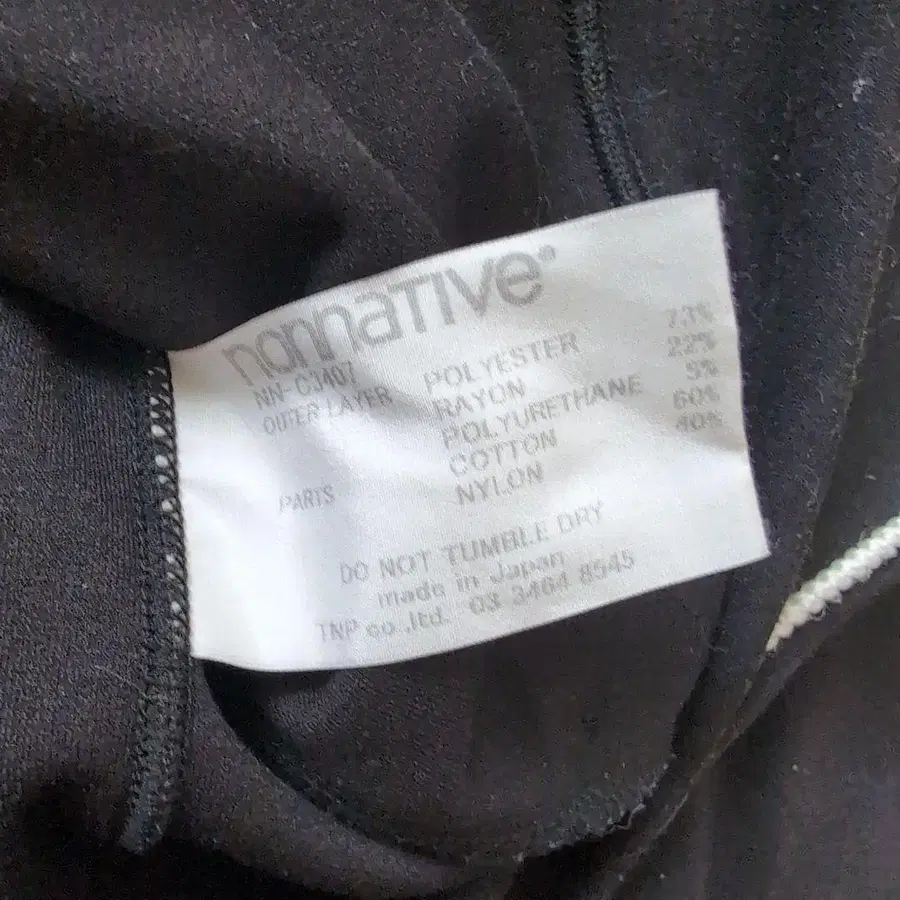 nonnative®
NN-C3407
OUTER LAYER POLYESTER 73%
RAYON 22%
POLYURETHANE 5%
PARTS COTTON 60%
NYLON 40%
DO NOT TUMBLE DRY
made in Japan
TNP co.,ltd. 03 3464 8545